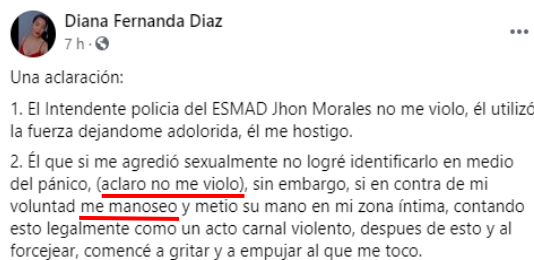 Diana Fernanda Diaz
7 h ·
Una aclaración:
1. El Intendente policia del ESMAD Jhon Morales no me violo, él utilizó
la fuerza dejandome adolorida, él me hostigo.
2. Él que si me agredió sexualmente no logré identificarlo en medio
del pánico, (aclaro no me violo), sin embargo, si en contra de mi
voluntad me manoseo y metio su mano en mi zona íntima, contando
esto legalmente como un acto carnal violento, despues de esto y al
forcejear, comencé a gritar y a empujar al que me toco.